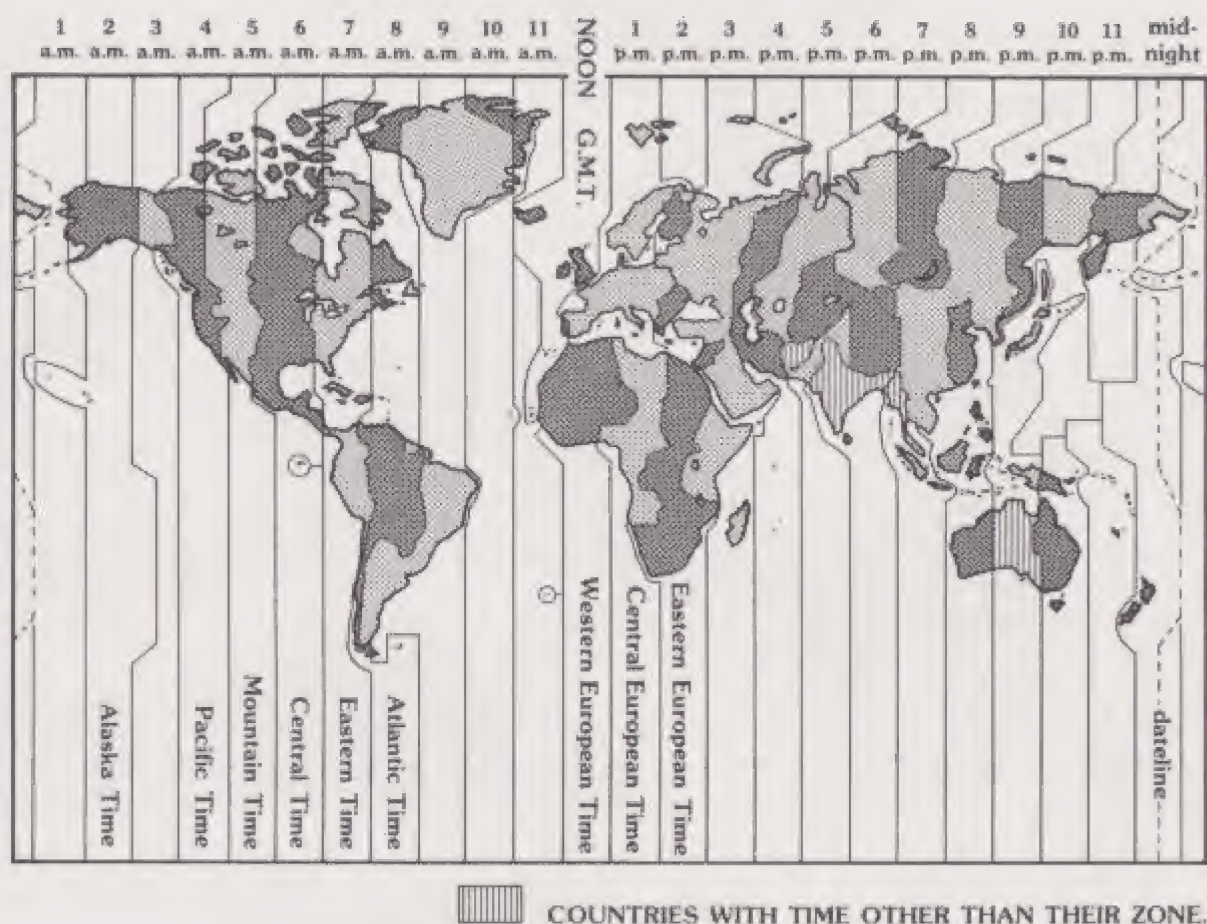 1 2 3 4 5 6 7 8 9 10 11 NOON G.M.T. 1 2 3 4 5 6 7 8 9 10 11 mid-
a.m. a.m. a.m. a.m. a.m. a.m. a.m. a.m. a.m. a.m. a.m. p.m. p.m. p.m. p.m. p.m. p.m. p.m. p.m. p.m. p.m. p.m. night
Alaska Time
Pacific Time
Mountain Time
Central Time
Eastern Time
Atlantic Time
Western European Time
Central European Time
Eastern European Time
dateline
COUNTRIES WITH TIME OTHER THAN THEIR ZONE.